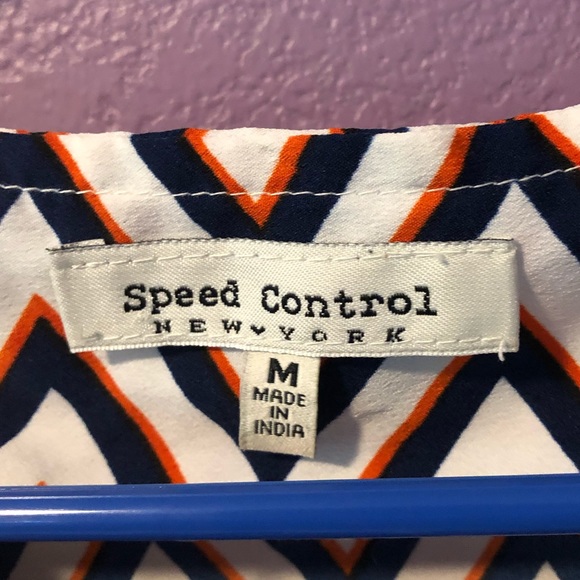 Speed Control
NEW♥YORK
M
MADE
IN
INDIA